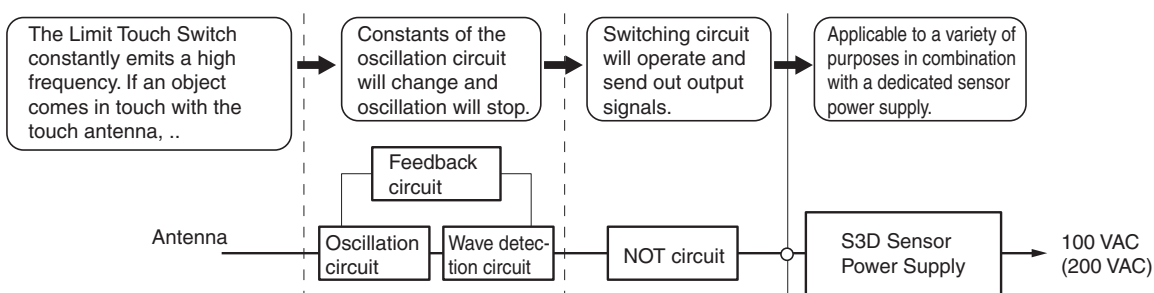 The Limit Touch Switch
constantly emits a high
frequency. If an object
comes in touch with the
touch antenna, ..
Constants of the
oscillation circuit
will change and
oscillation will stop.
Switching circuit
will operate and
send out output
signals.
Applicable to a variety of
purposes in combination
with a dedicated sensor
power supply.
Feedback
circuit
Antenna
Oscillation
circuit
Wave detec-
tion circuit
NOT circuit
S3D Sensor
Power Supply
100 VAC
(200 VAC)